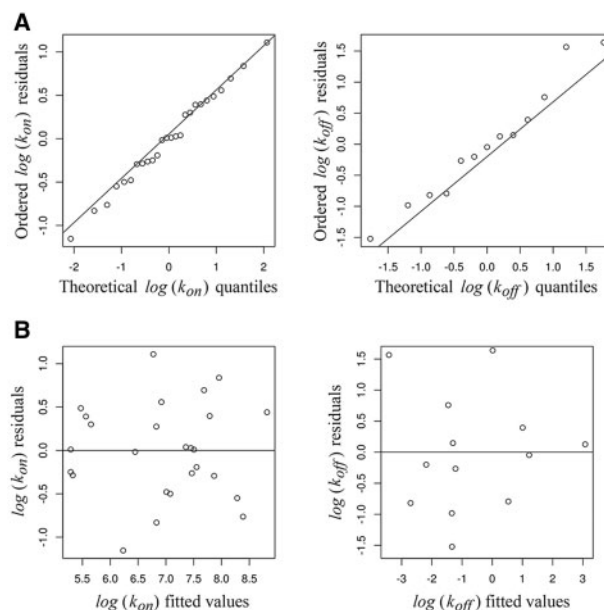 A
Ordered log (kon) residuals
1.0
0.5
0.0
-0.5
-1.0
-2 -1 0 1 2
Theoretical log (kon) quantiles
Ordered log (koff) residuals
1.5
1.0
0.5
0.0
-0.5
-1.0
-1.5
-1.5 -1.0 -0.5 0.0 0.5 1.0 1.5
Theoretical log (koff) quantiles
B
log (kon) residuals
1.0
0.5
0.0
-0.5
-1.0
5.5 6.0 6.5 7.0 7.5 8.0 8.5
log (kon) fitted values
log (koff) residuals
1.5
1.0
0.5
0.0
-0.5
-1.0
-1.5
-3 -2 -1 0 1 2 3
log (koff) fitted values